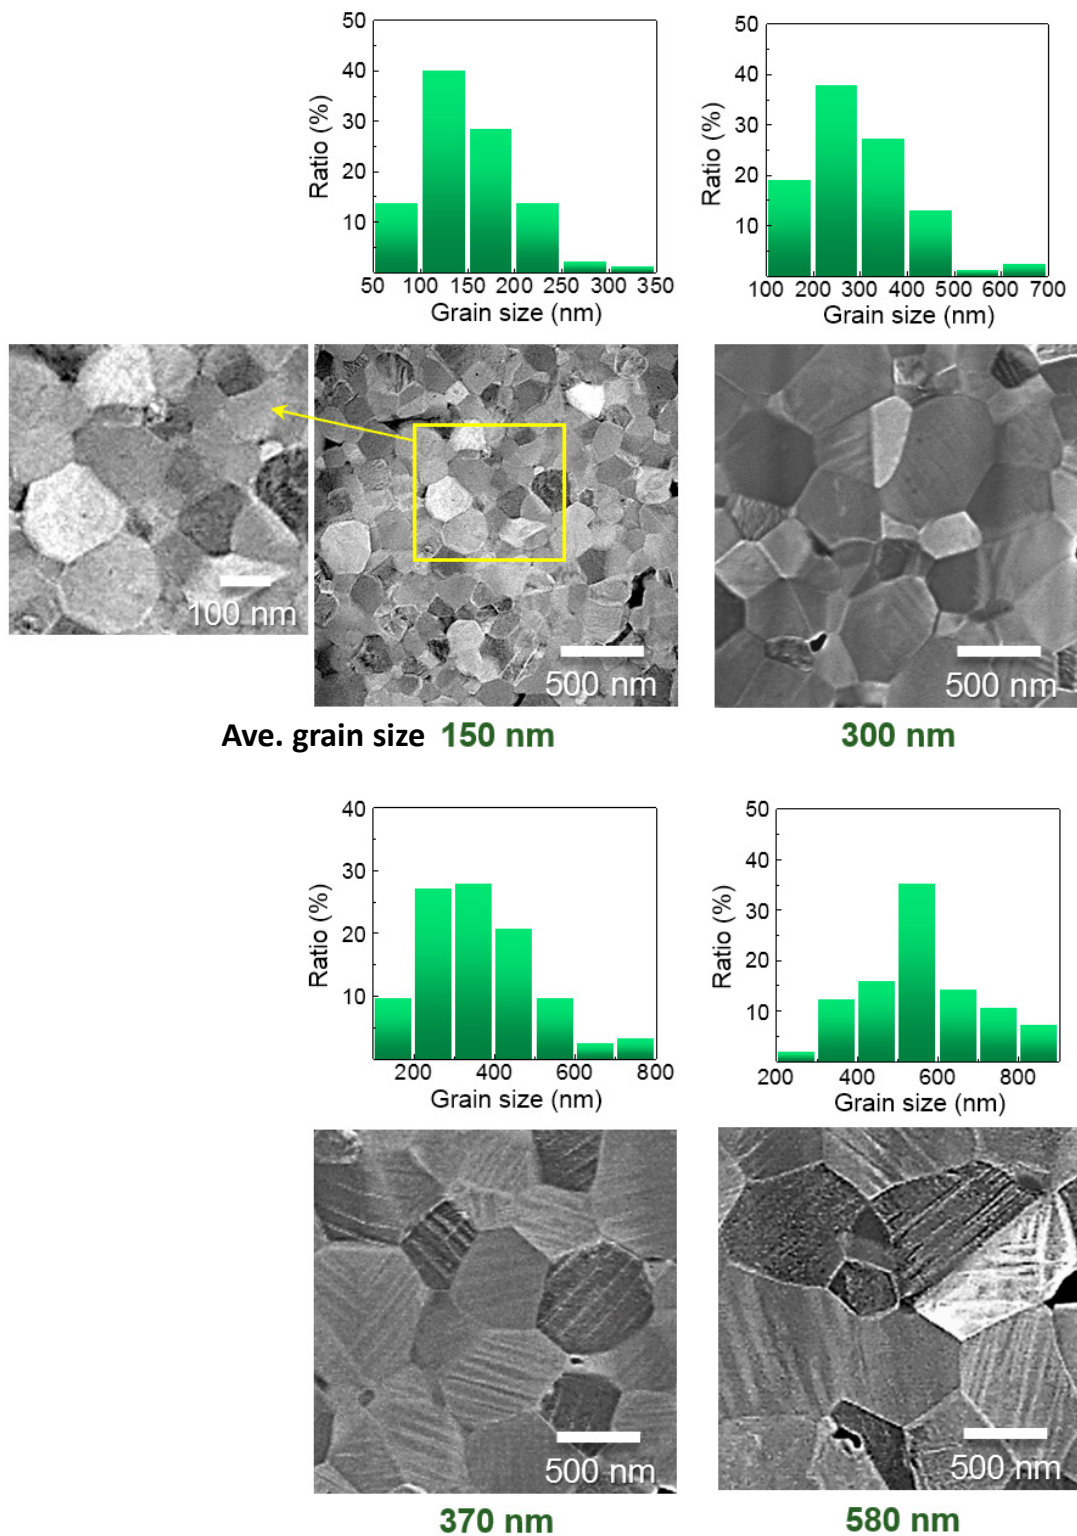 50
40
30
20
10
Ratio (%)
50 100 150 200 250 300 350
Grain size (nm)
50
40
30
20
10
Ratio (%)
100 200 300 400 500 600 700
Grain size (nm)
100 nm
500 nm
500 nm
Ave. grain size 150 nm
300 nm
40
30
20
10
Ratio (%)
200 400 600 800
Grain size (nm)
50
40
30
20
10
Ratio (%)
200 400 600 800
Grain size (nm)
500 nm
500 nm
370 nm
580 nm